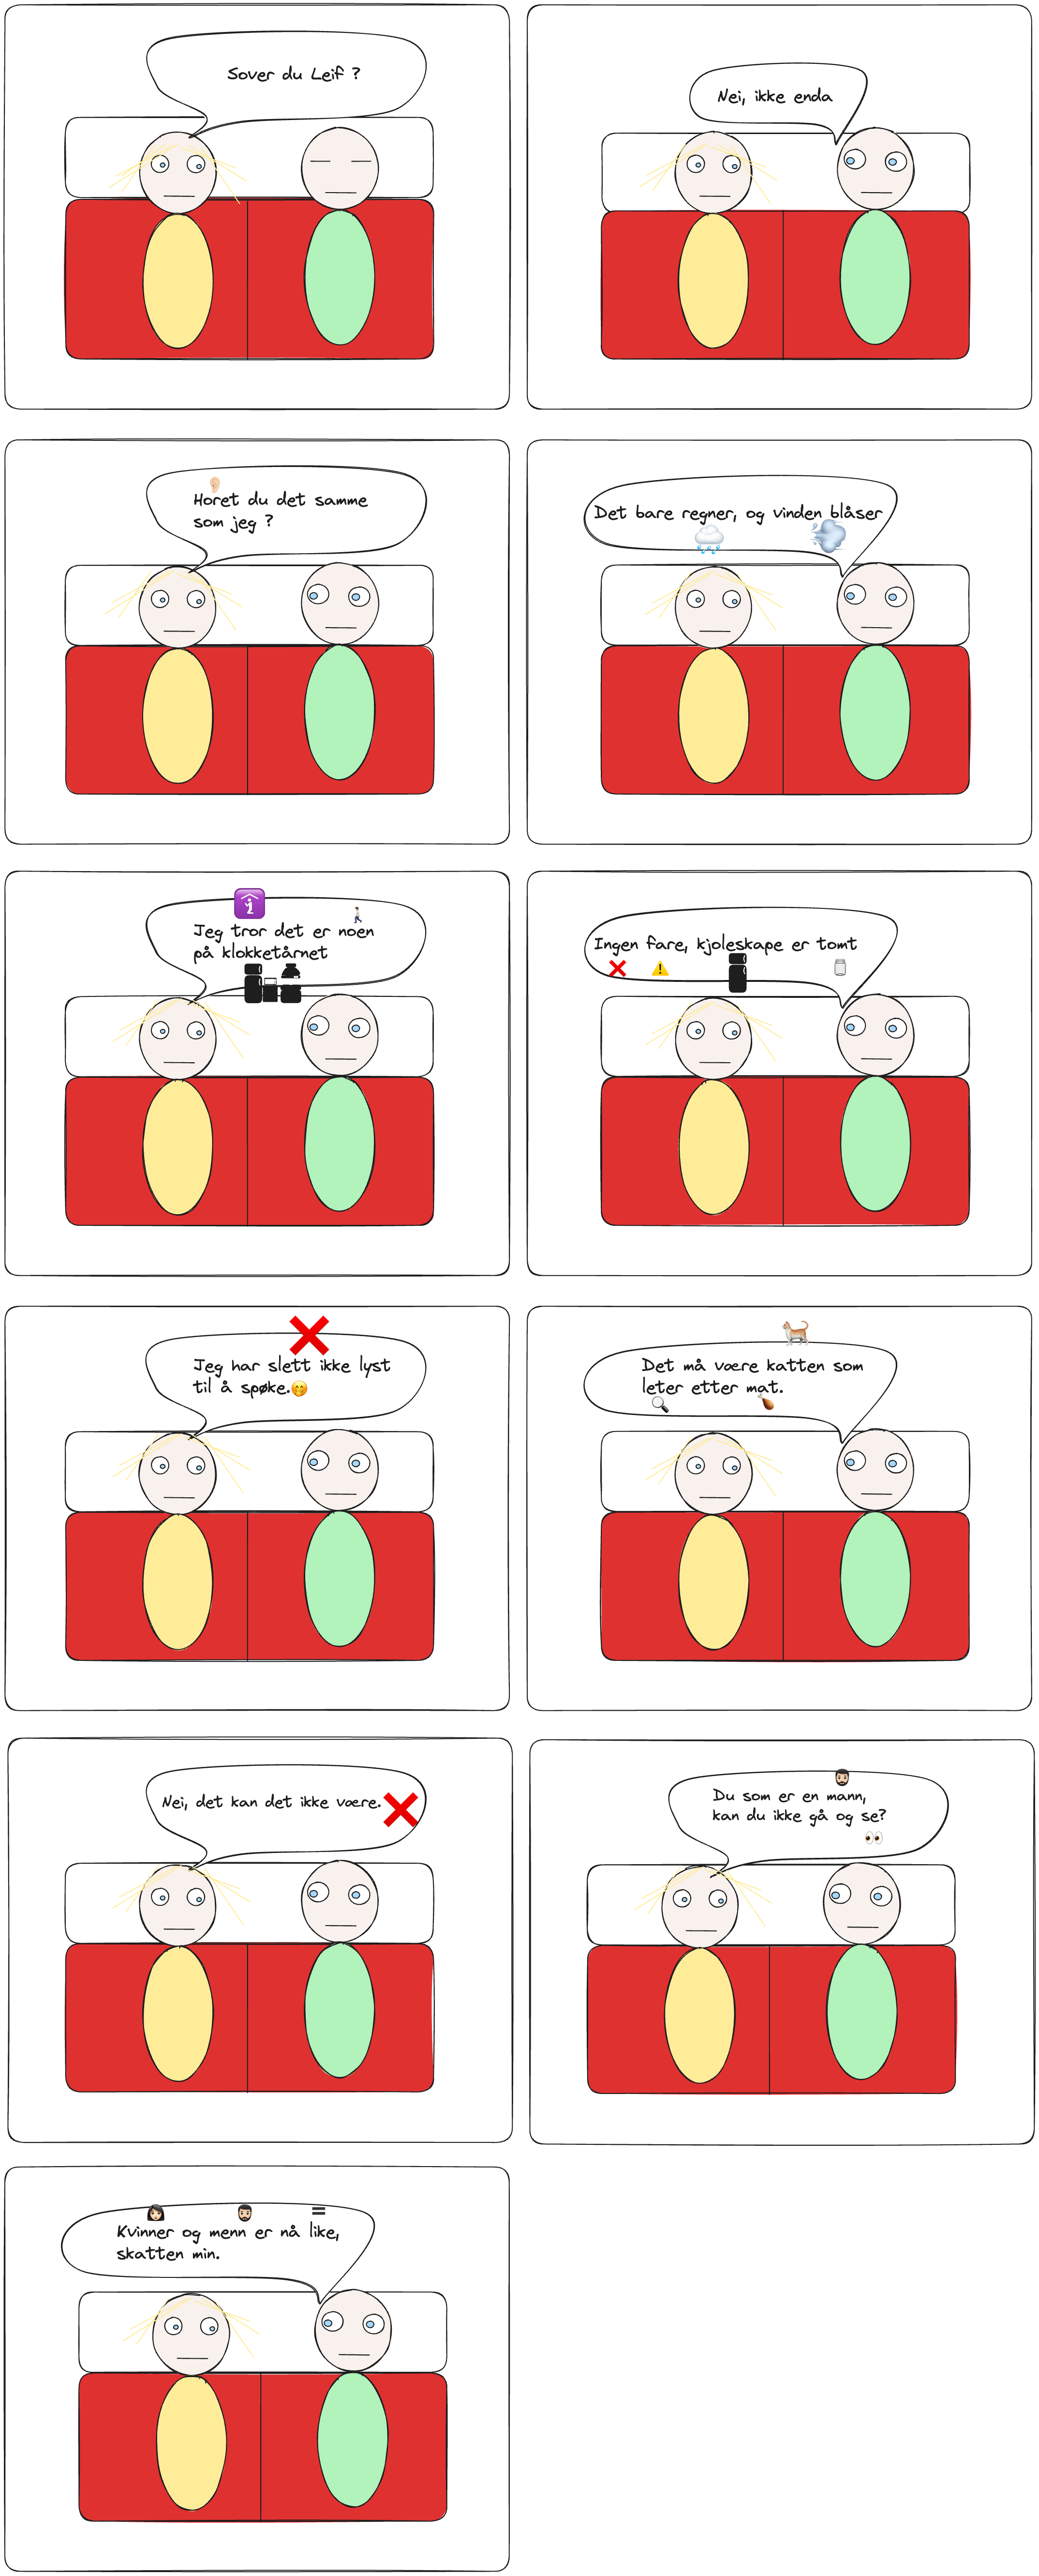 Sover du Leif ?
Nei, ikke enda
Horet du det samme
som jeg ?
Det bare regner, og vinden blåser
Jeg tror det er noen
på klokketårnet
Ingen fare, kjoleskape er tomt
Jeg har slett ikke lyst
til å spøke.
Det må være katten som
leter etter mat.
Nei, det kan det ikke være.
Du som er en mann,
kan du ikke gå og se?
Kvinner og menn er nå like,
skatten min.